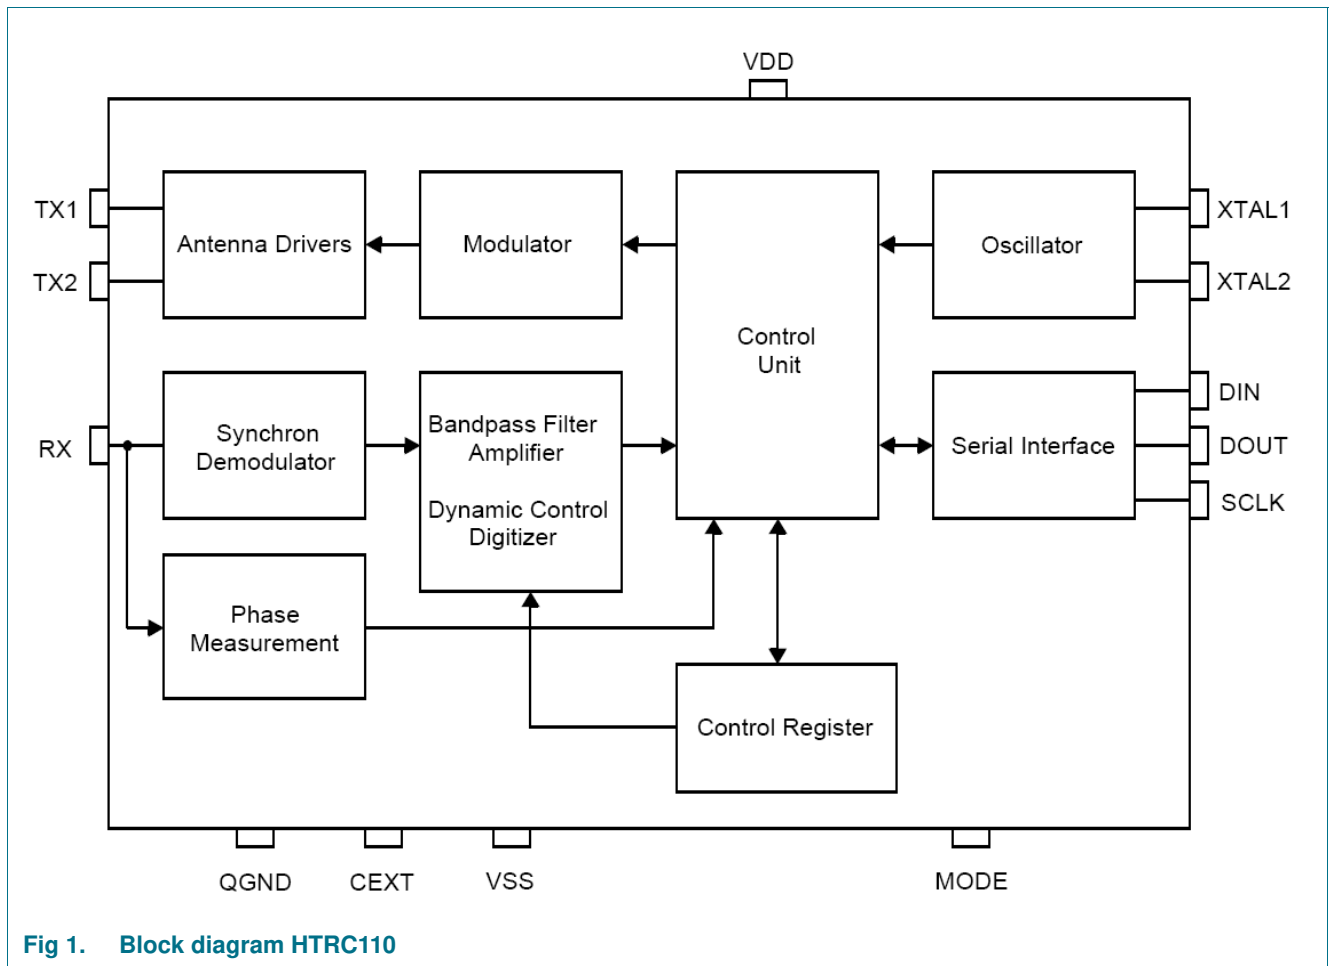 VDD
TX1
TX2
Antenna Drivers
Modulator
Control
Unit
Oscillator
XTAL1
XTAL2
RX
Synchron
Demodulator
Bandpass Filter
Amplifier
Dynamic Control
Digitizer
Serial Interface
DIN
DOUT
SCLK
Phase
Measurement
Control Register
QGND
CEXT
VSS
MODE
Fig 1. Block diagram HTRC110